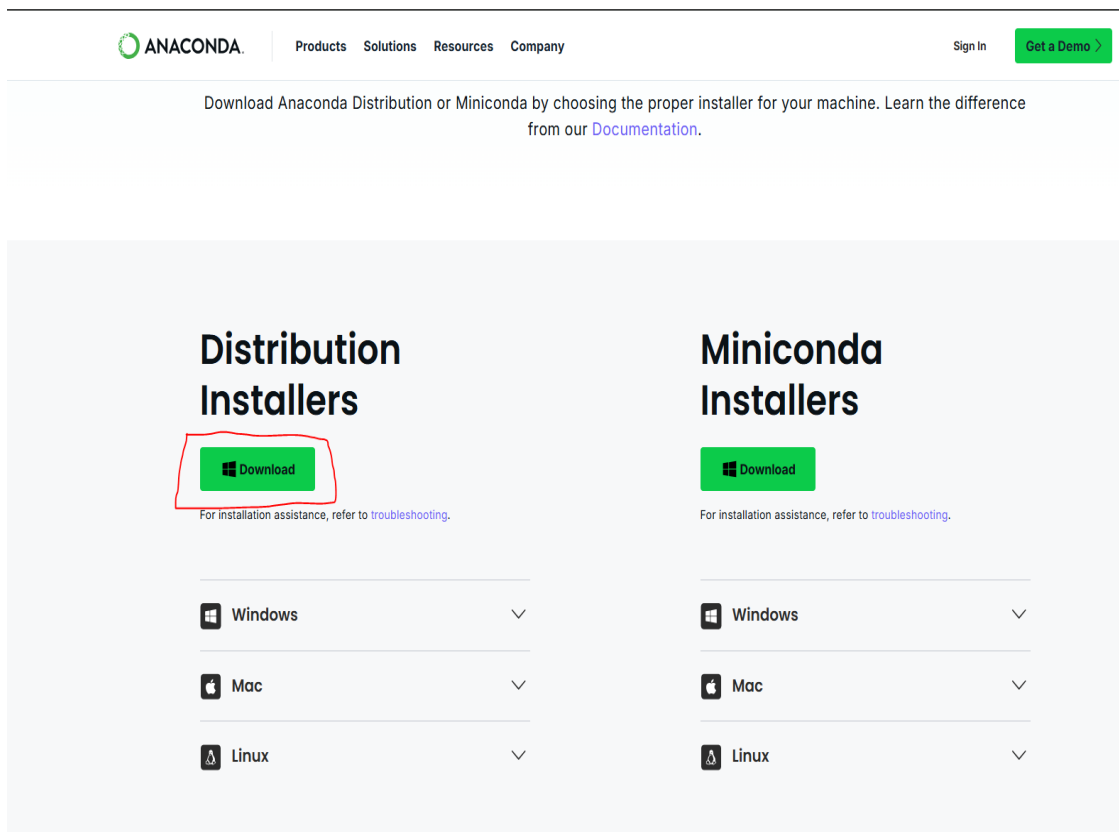 ANACONDA.
Products Solutions Resources Company
Sign In
Get a Demo
Download Anaconda Distribution or Miniconda by choosing the proper installer for your machine. Learn the difference
from our Documentation.
Distribution
Installers
Download
For installation assistance, refer to troubleshooting.
Windows
Mac
Linux
Miniconda
Installers
Download
For installation assistance, refer to troubleshooting.
Windows
Mac
Linux